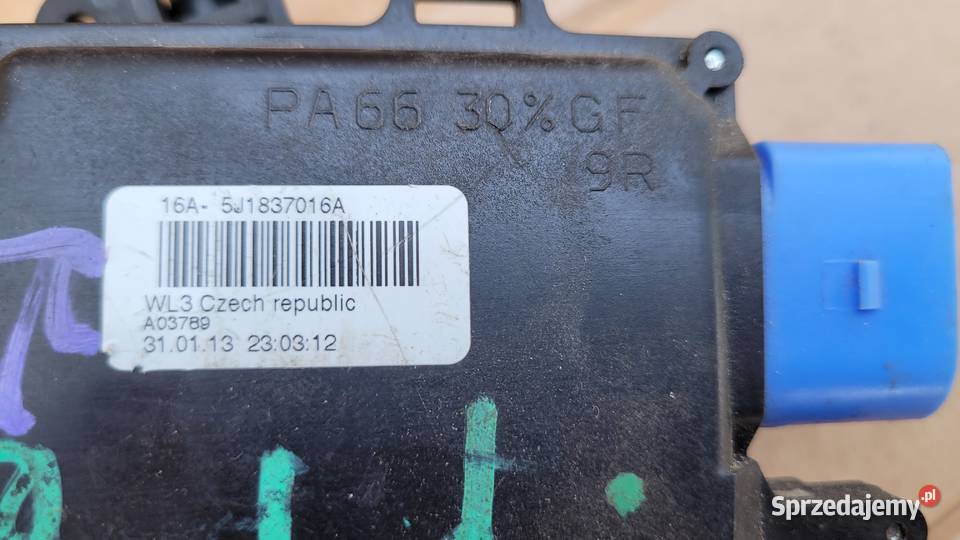 PA66 30% GF
9R
16A- 5J1837016A
WL3 Czech republic
A03789
31.01.13 23:03:12
Sprzedajemy.pl